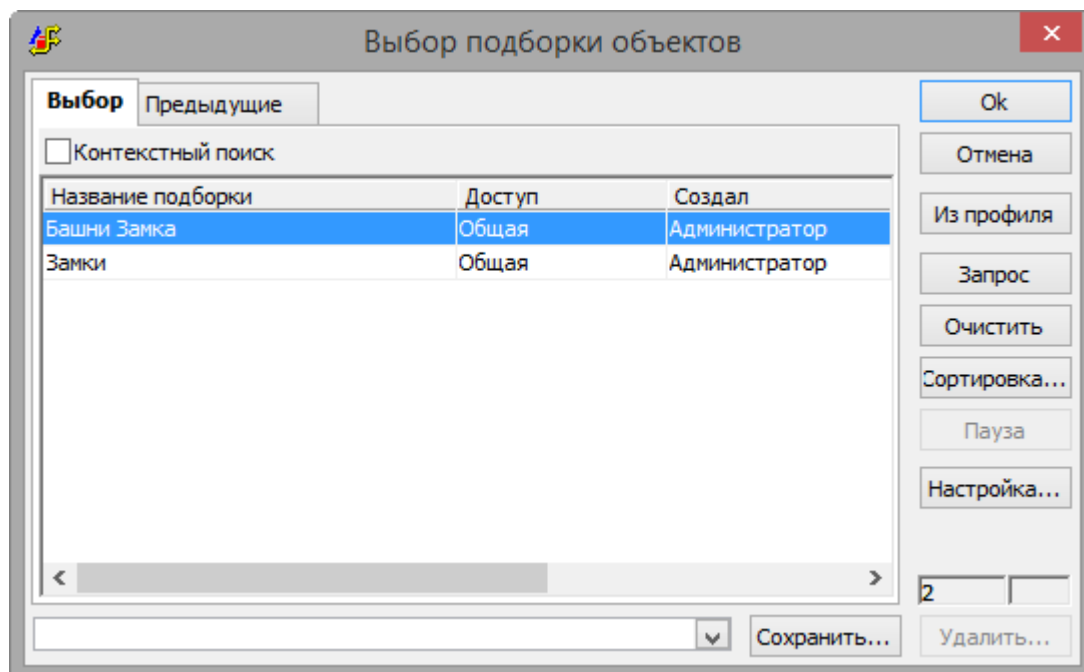 Выбор подборки объектов
Выбор Предыдущие
Ok
Контекстный поиск
Отмена
Название подборки Доступ Создал
Из профиля
Башни Замка Общая Администратор
Замки Общая Администратор
Запрос
Очистить
Сортировка...
Пауза
Настройка...
2
Сохранить... Удалить...